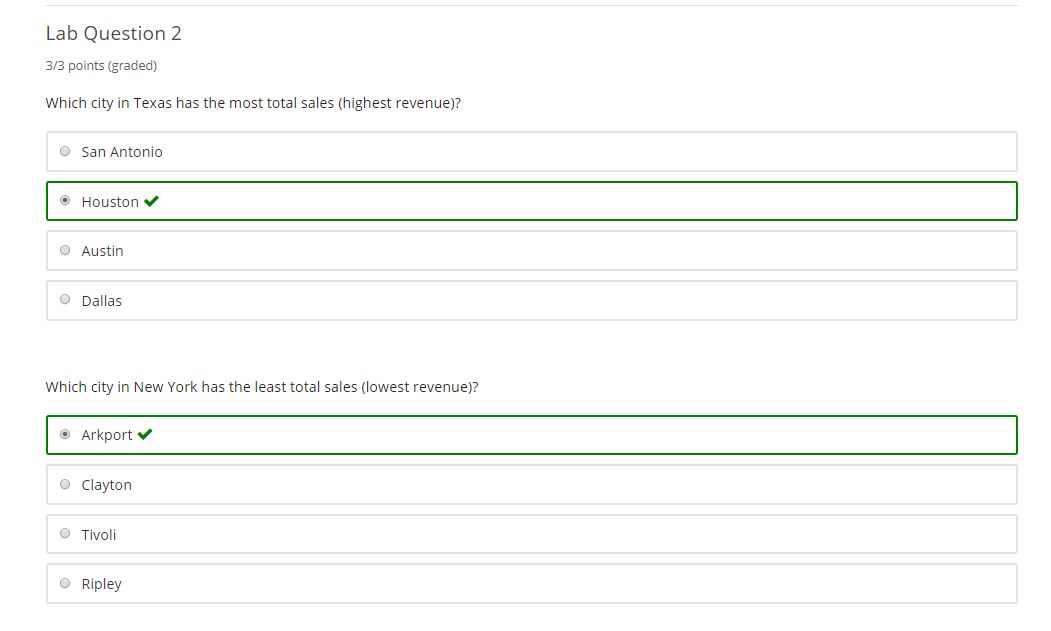 Lab Question 2
3/3 points (graded)
Which city in Texas has the most total sales (highest revenue)?
San Antonio
Houston
Austin
Dallas
Which city in New York has the least total sales (lowest revenue)?
Arkport
Clayton
Tivoli
Ripley